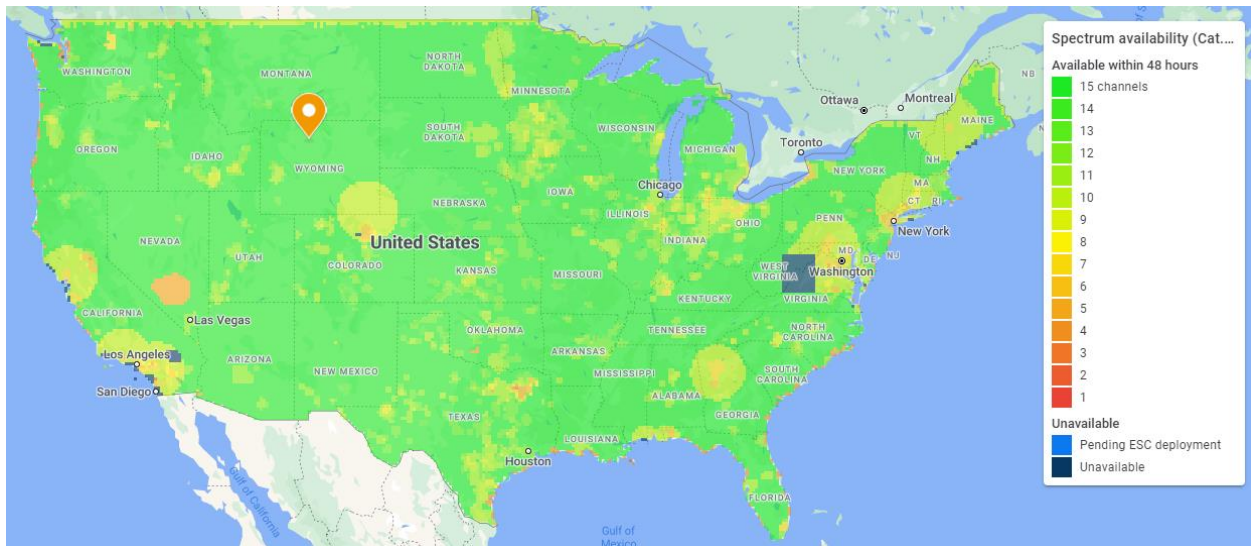 Spectrum availability (Cat....
Available within 48 hours
15 channels
14
13
12
11
10
9
8
7
6
5
4
3
2
1
Unavailable
Pending ESC deployment
Unavailable
WASHINGTON
MONTANA
NORTH
DAKOTA
MINNESOTA
Ottawa
Montreal
NB
MAINE
VT
NH
OREGON
IDAHO
WYOMING
SOUTH
DAKOTA
WISCONSIN
MICHIGAN
Toronto
NEW YORK
MA
CT
RI
Chicago
IOWA
NEBRASKA
ILLINOIS
INDIANA
OHIO
PENN
New York
NEVADA
UTAH
COLORADO
United States
KANSAS
MISSOURI
WEST
VIRGINIA
MD
DE
NJ
Washington
VIRGINIA
KENTUCKY
CALIFORNIA
Las Vegas
Los Angeles
San Diego
ARIZONA
NEW MEXICO
OKLAHOMA
ARKANSAS
TENNESSEE
NORTH
CAROLINA
SOUTH
CAROLINA
MISSISSIPPI
ALABAMA
GEORGIA
TEXAS
LOUISIANA
Houston
FLORIDA
Gulf of California
Gulf of
Mexico